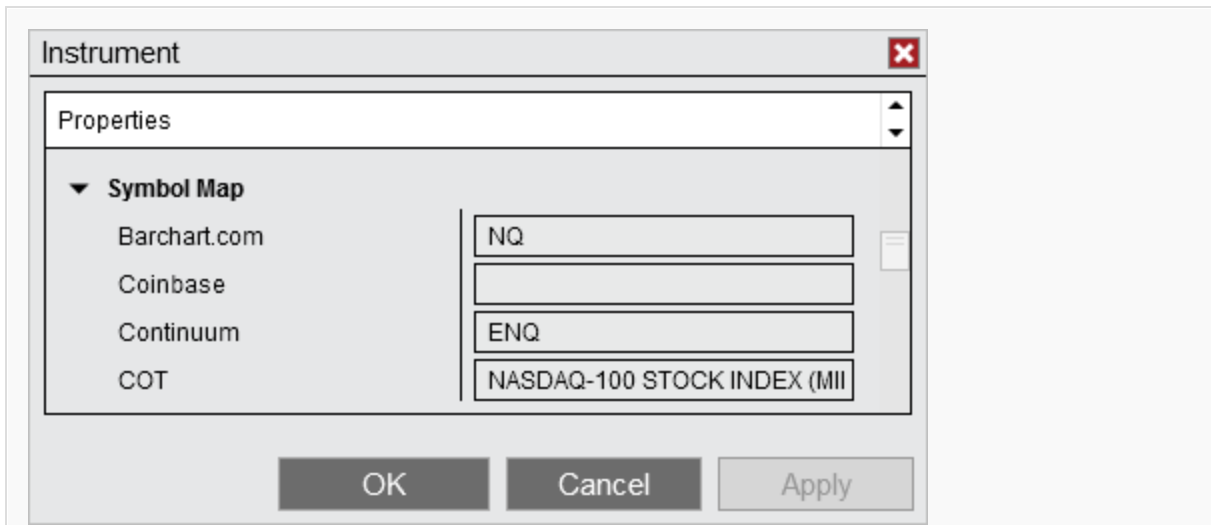 Instrument
Properties
Symbol Map
Barchart.com NQ
Coinbase
Continuum ENQ
COT NASDAQ-100 STOCK INDEX (MII
OK Cancel Apply